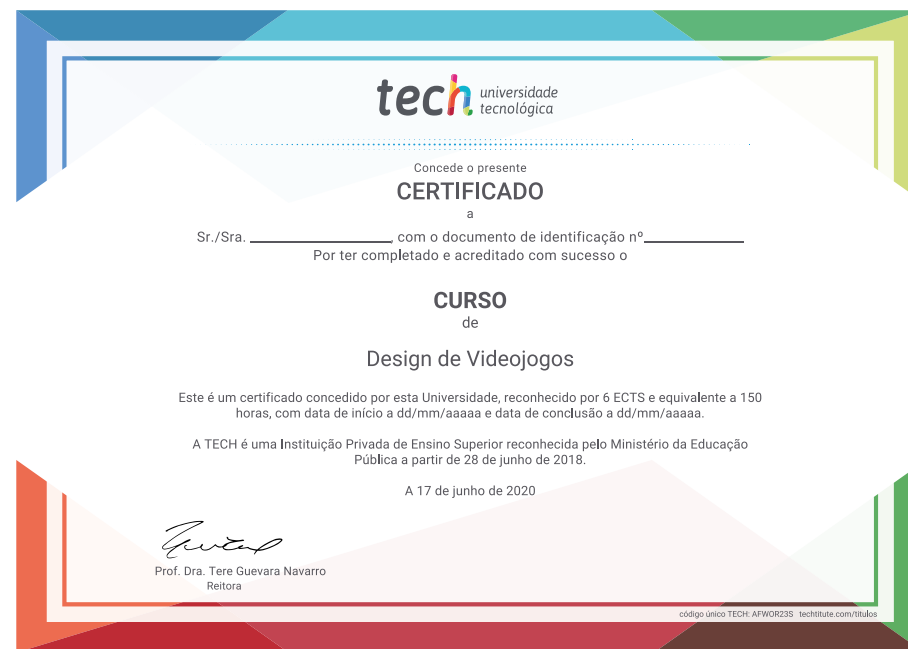 tech universidade
tecnológica
Concede o presente
CERTIFICADO
a
Sr./Sra. ________________, com o documento de identificação nº____________
Por ter completado e acreditado com sucesso o
CURSO
de
Design de Videojogos
Este é um certificado concedido por esta Universidade, reconhecido por 6 ECTS e equivalente a 150
horas, com data de início a dd/mm/aaaaa e data de conclusão a dd/mm/aaaaa.
A TECH é uma Instituição Privada de Ensino Superior reconhecida pelo Ministério da Educação
Pública a partir de 28 de junho de 2018.
A 17 de junho de 2020
Prof. Dra. Tere Guevara Navarro
Reitora
código único TECH: AFWOR23S techtitute.com/titulos